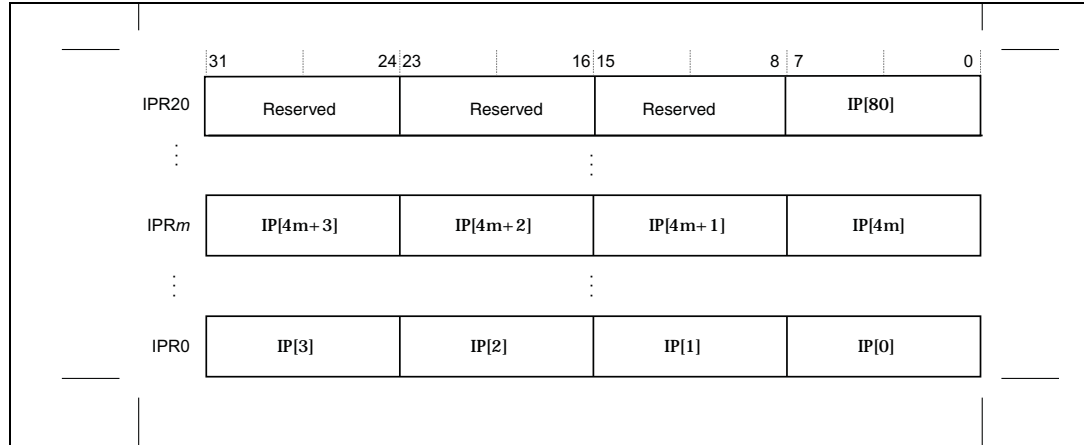 31 24 23 16 15 8 7 0
IPR20 Reserved Reserved Reserved IP[80]
⋮ ⋮
IPRm IP[4m+3] IP[4m+2] IP[4m+1] IP[4m]
⋮ ⋮
IPR0 IP[3] IP[2] IP[1] IP[0]